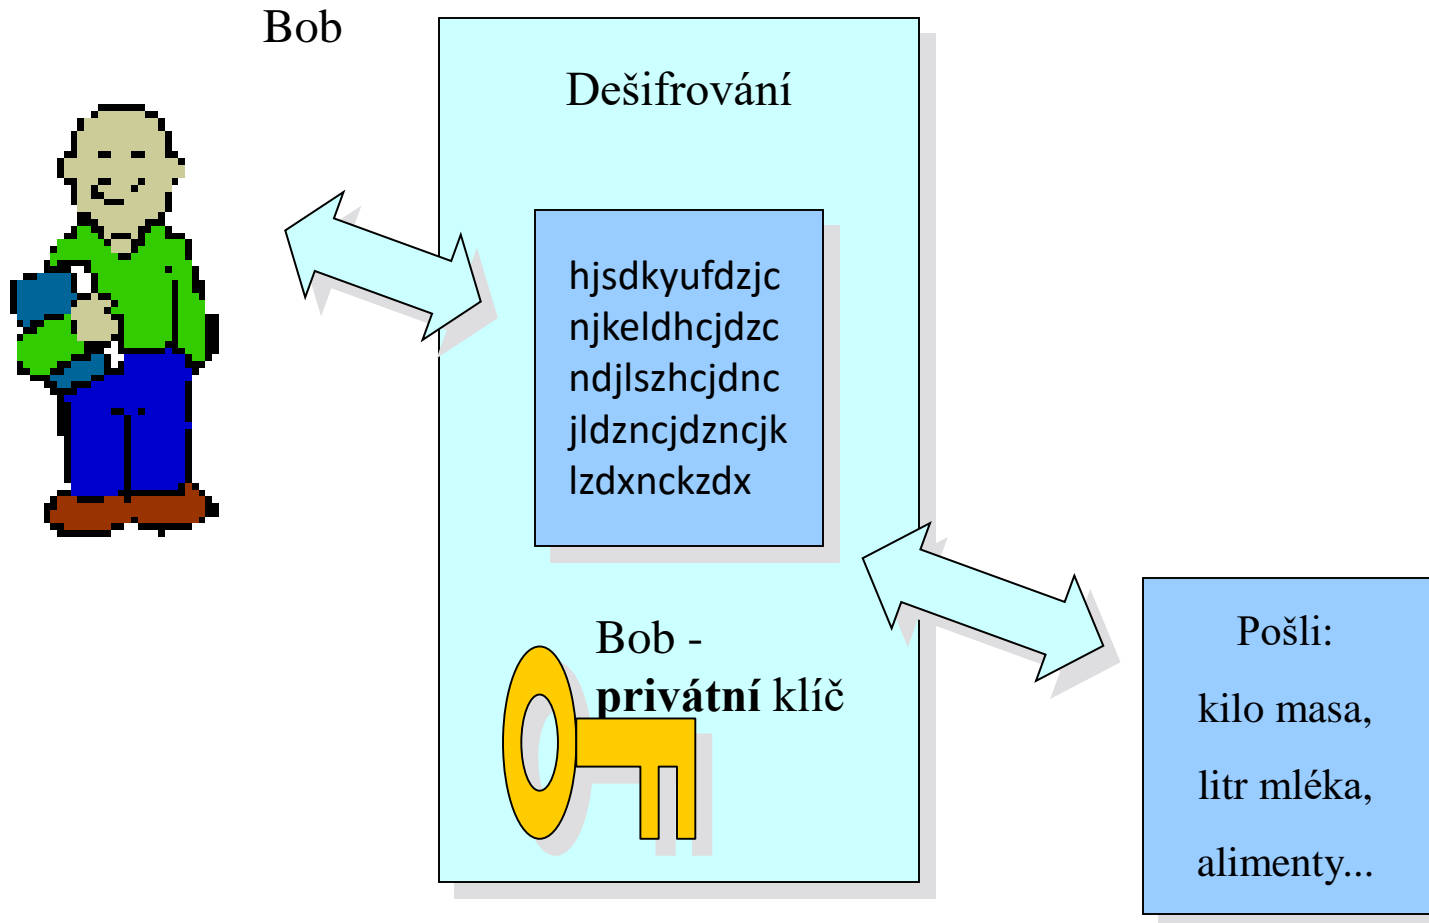 Bob
Dešifrování
hjsdkyufdzjc
njkeldhcjdzc
ndjlszhcjdnc
jldzncjdzncjk
lzdxnckzdx
Bob -
privátní klíč
Pošli:
kilo masa,
litr mléka,
alimenty...